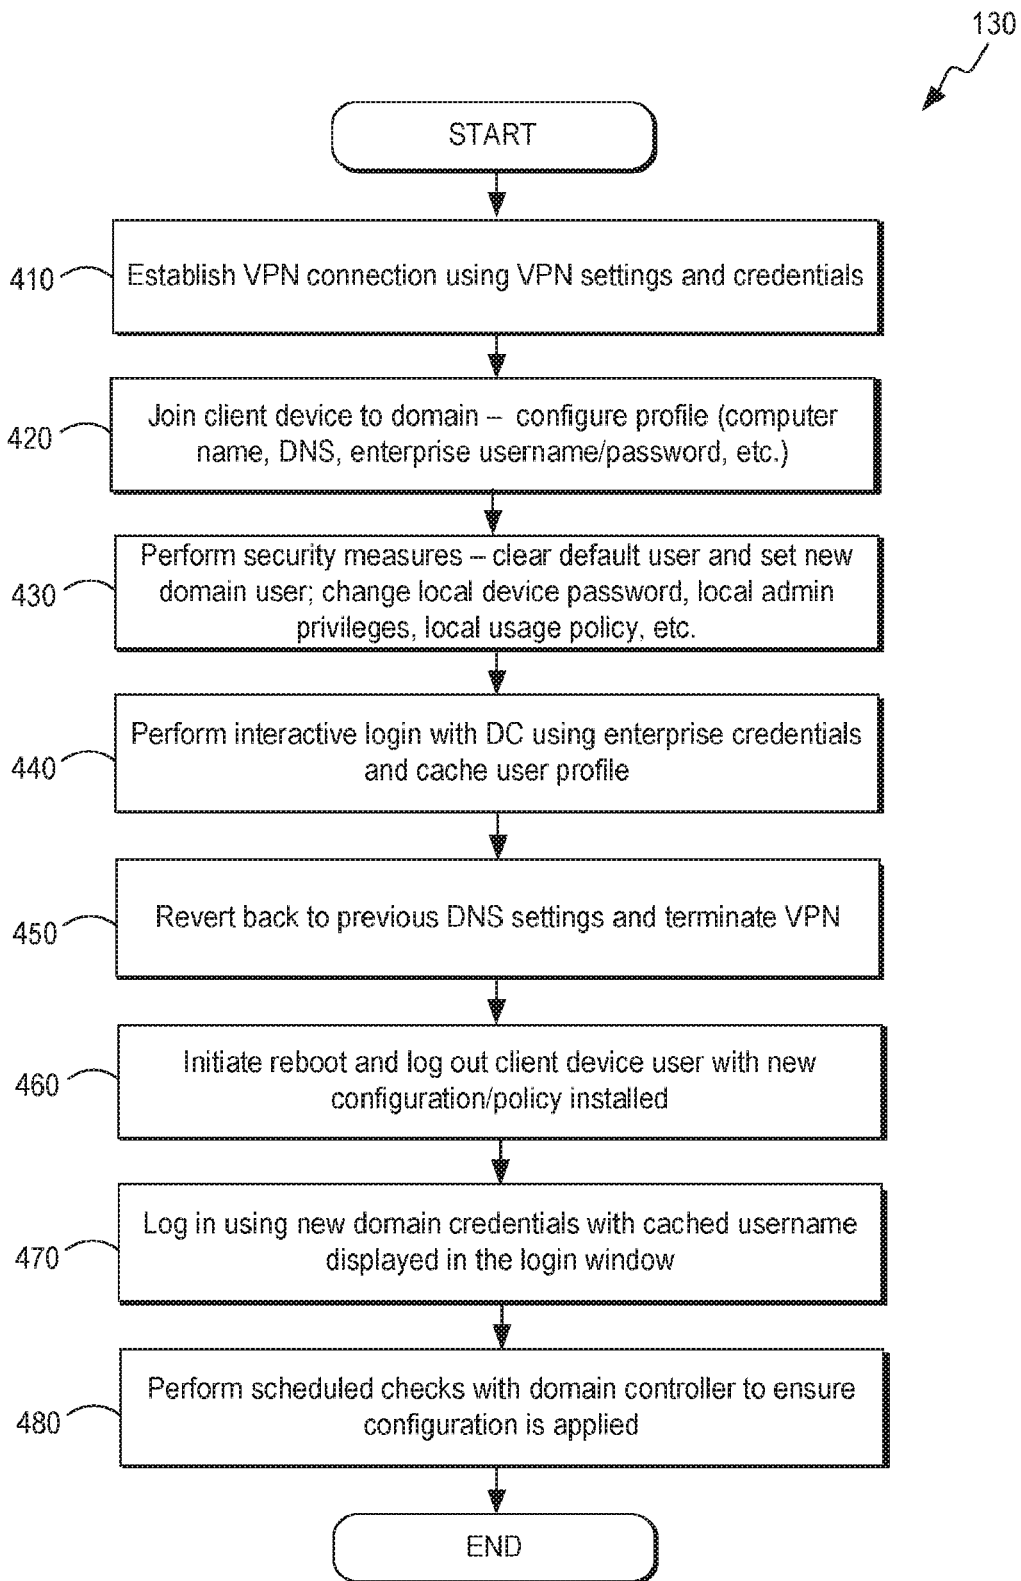 130
START
410
Establish VPN connection using VPN settings and credentials
420
Join client device to domain – configure profile (computer
name, DNS, enterprise username/password, etc.)
430
Perform security measures – clear default user and set new
domain user; change local device password, local admin
privileges, local usage policy, etc.
440
Perform interactive login with DC using enterprise credentials
and cache user profile
450
Revert back to previous DNS settings and terminate VPN
460
Initiate reboot and log out client device user with new
configuration/policy installed
470
Log in using new domain credentials with cached username
displayed in the login window
480
Perform scheduled checks with domain controller to ensure
configuration is applied
END